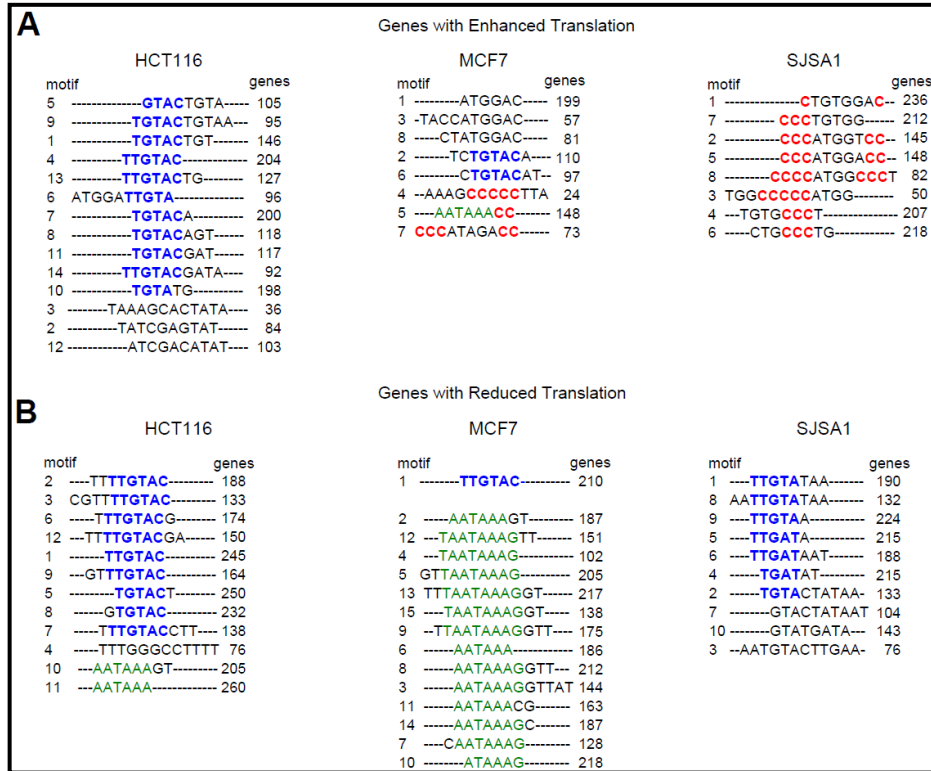 A
Genes with Enhanced Translation
HCT116
motif genes
5 -------------GTACTGTA----- 105
9 -----------TGTACTGTAA--- 95
1 -----------TGTACTGT----- 146
4 ---------TTGTAC---------- 204
13 ---------TTGTACTG------- 127
6 ATGGATTGTA------------ 96
7 -----------TGTACA-------- 200
8 -----------TGTACAGT----- 118
11 -----------TGTACGAT----- 117
14 ---------TTGTACGATA---- 92
10 -----------TGTATG-------- 198
3 --------TAAAGCACTATA---- 36
2 ---------TATCGAGTAT------ 84
12 -----------ATCGACATAT---- 103
MCF7
motif genes
1 ---------ATGGAC----- 199
3 -TACCATGGAC----- 57
8 ---CTATGGAC------ 81
2 ------TCTGTACA---- 110
6 --------CTGTACAT--- 97
4 --AAAGCCCCCTTA 24
5 ----AATAAACC------ 148
7 CCCATAGACC------ 73
SJSA1
motif genes
1 ---------------CTGTGGAC-- 236
7 -----------CCCTGTGG------ 212
2 -----------CCCATGGTCC---- 145
5 -----------CCCATGGACC---- 148
8 ---------CCCCATGGCCCT 82
3 TGGCCCCCATGG------- 50
4 ---TGTGCCCT------------- 207
6 -----CTGCCCTG------------ 218
B
Genes with Reduced Translation
HCT116
motif genes
2 ----TTTTGTAC--------- 188
3 CGTTTTGTAC--------- 133
6 -----TTTGTACG-------- 174
12 ---TTTTGTACGA------- 150
1 ------TTGTAC---------- 245
9 ---GTTTGTAC---------- 164
5 --------TGTACT--------- 250
8 ------GTGTAC---------- 232
7 -----TTTGTACCTT----- 138
4 ----TTTGGGCCTTTT 76
10 ---AATAAAGT---------- 205
11 ---AATAAA------------- 260
MCF7
motif genes
1 --------TTGTAC------- 210
2 -----AATAAAGT------- 187
12 ---TAATAAAGTT------ 151
4 ----TAATAAAG--------- 102
5 GTTAATAAAG--------- 205
13 TTTAATAAAGGT------ 217
15 ----TAATAAAGGT----- 138
9 --TTAATAAAGGTT---- 175
6 ------AATAAA----------- 186
8 ------AATAAAGGTT---- 212
3 ------AATAAAGGTTAT 144
11 ------AATAAACG------- 163
14 ------AATAAAGC------- 187
7 ----CAATAAAG--------- 128
10 -------ATAAAG---------- 218
SJSA1
motif genes
1 ----TTGTATAA------- 190
8 AATTGTATAA------- 132
9 ----TTGTAA---------- 224
5 ----TTGATA---------- 215
6 ----TTGATAAT------- 188
4 ------TGATAT--------- 215
2 -----TGTACTATAA-- 133
7 -------GTACTATAAT 104
10 -------GTATGATA---- 143
3 --AATGTACTTGAA- 76